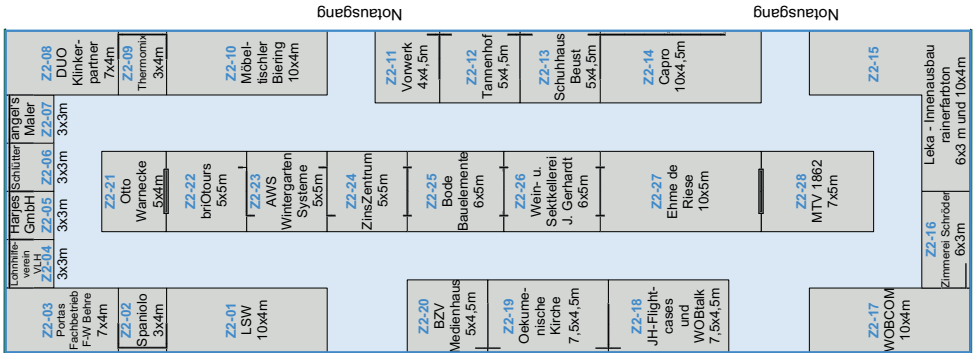 Notausgang
Notausgang
Z2-08
DUO
Klinker-
partner
7x4m
Z2-09
Thermomix
3x4m
Z2-10
Möbel-
tischler
Biering
10x4m
Z2-11
Vorwerk
4x4,5m
Z2-12
Tannenhof
5x4,5m
Z2-13
Schuhhaus
Beust
5x4,5m
Z2-14
Capro
10x4,5m
Z2-15
Leka - Innenausbau
rainerfarbton
6x3 m und 10x4m
angel's
Maler
Z2-07
3x3m
Schlütter
Z2-06
3x3m
Harjes
GmbH
Z2-05
3x3m
Lohnhilfe-
verein
VLH
Z2-04
3x3m
Z2-21
Otto
Warnecke
5x4m
Z2-22
briOtours
5x5m
Z2-23
AWS
Wintergarten
Systeme
5x5m
Z2-24
ZinsZentrum
5x5m
Z2-25
Bode
Bauelemente
6x5m
Z2-26
Wein- u.
Sektkellerei
J. Gerhardt
6x5m
Z2-27
Ehme de
Riese
10x5m
Z2-28
MTV 1862
7x5m
Z2-16
Zimmerei Schröder
6x3m
Z2-03
Portas
Fachbetrieb
F-W Behre
7x4m
Z2-02
Spaniolo
3x4m
Z2-01
LSW
10x4m
Z2-20
BZV
Medienhaus
5x4,5m
Z2-19
Oekume-
nische
Kirche
7,5x4,5m
Z2-18
JH-Flight-
cases
und
WOBtalk
7,5x4,5m
Z2-17
WOBCOM
10x4m